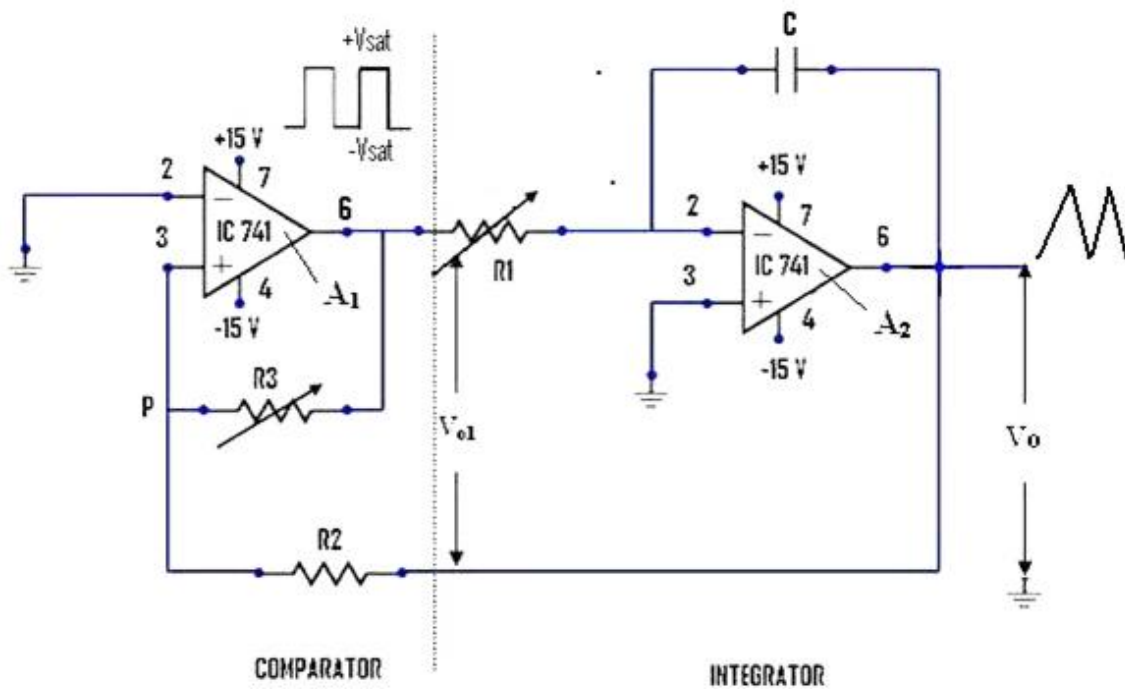 C
+Vsat
-Vsat
+15 V
7
2
6
3
IC 741
4
A1
-15 V
R3
P
R1
+15 V
7
2
6
3
IC 741
4
A2
-15 V
Vo1
Vo
R2
COMPARATOR
INTEGRATOR